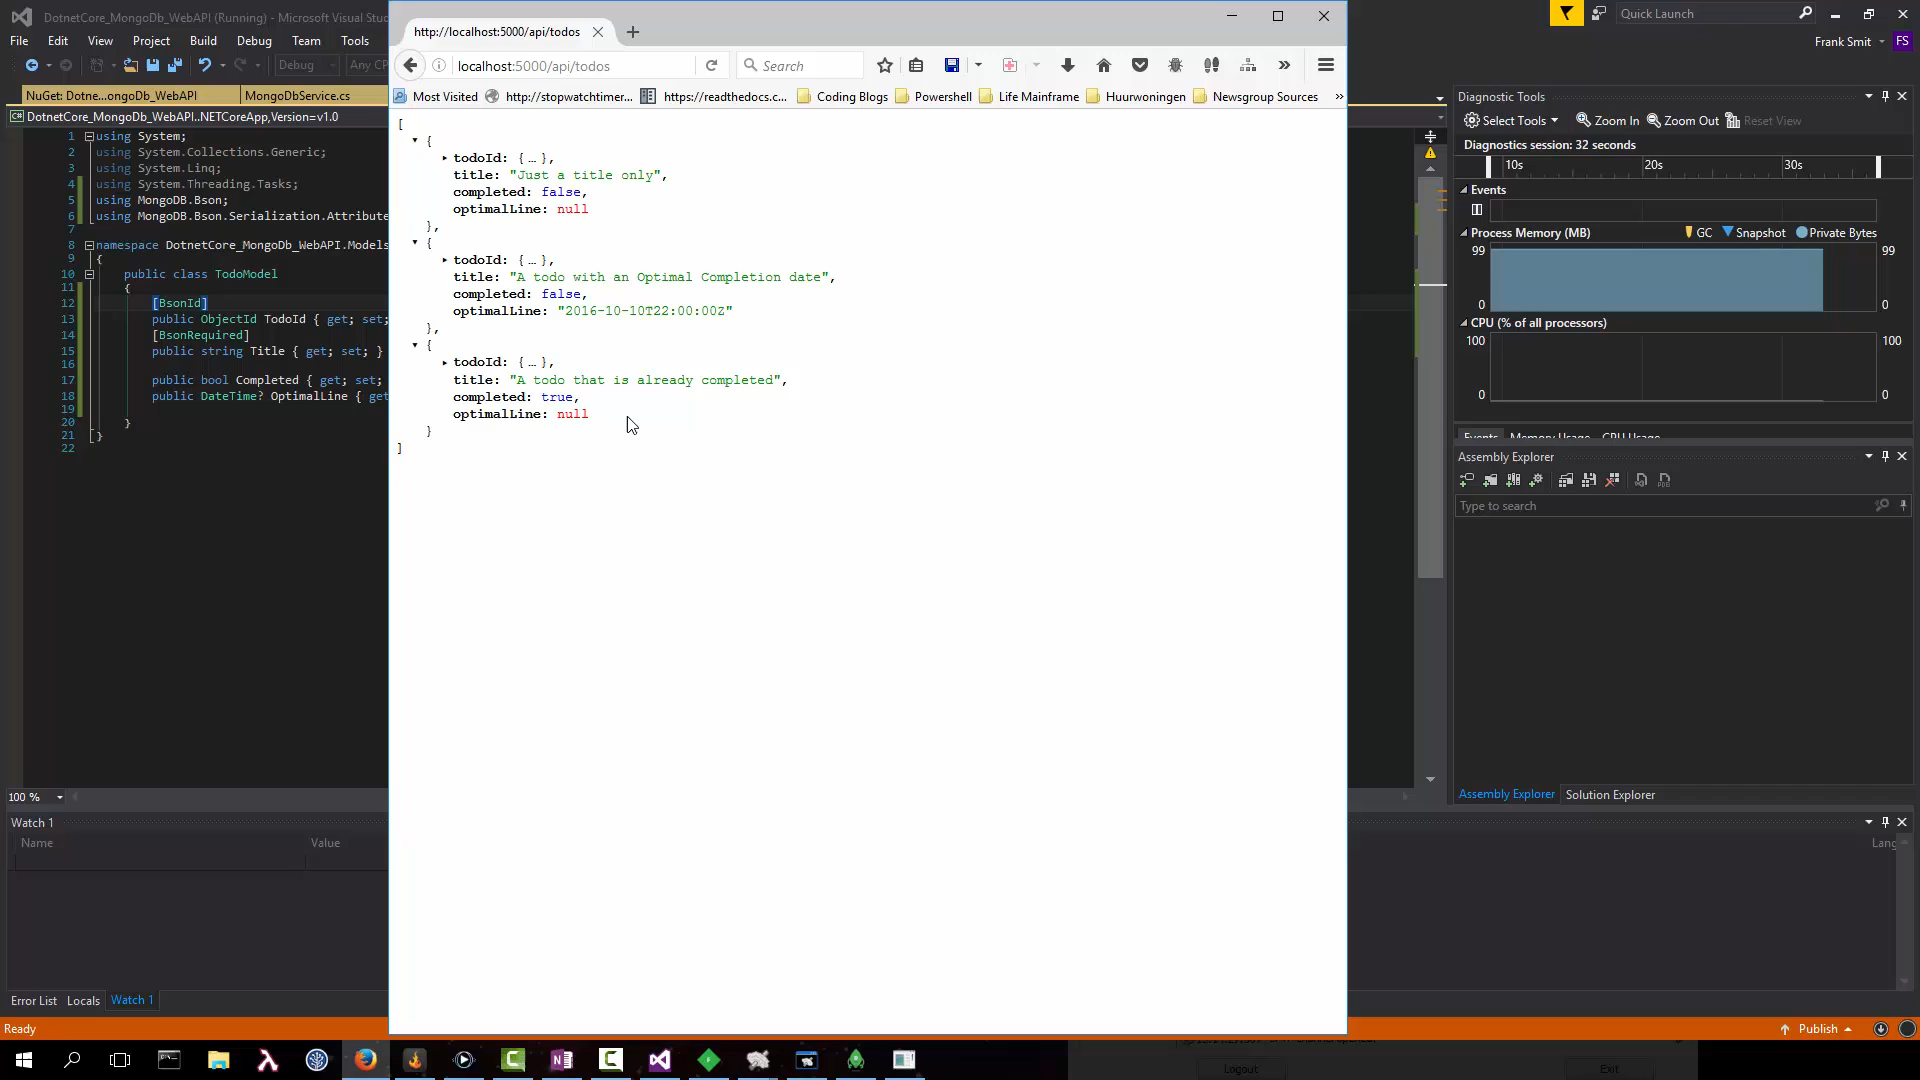 DotnetCore_MongoDb_WebAPI (Running) - Microsoft Visual Stud
File Edit View Project Build Debug Team Tools
Debug Any CP
NuGet: Dotne...ongoDb_WebAPI MongoDbService.cs
DotnetCore_MongoDb_WebAPI..NETCoreApp,Version=v1.0
1 using System;
2 using System.Collections.Generic;
3 using System.Linq;
4 using System.Threading.Tasks;
5 using MongoDB.Bson;
6 using MongoDB.Bson.Serialization.Attribute
7
8 namespace DotnetCore_MongoDb_WebAPI.Models
9 {
10 public class TodoModel
11 {
12 [BsonId]
13 public ObjectId TodoId { get; set;
14 [BsonRequired]
15 public string Title { get; set; }
16
17 public bool Completed { get; set;
18 public DateTime? OptimalLine { get
19
20 }
21 }
22
100 %
Watch 1
Name Value
Error List Locals Watch 1
Ready
http://localhost:5000/api/todos
localhost:5000/api/todos Search
Most Visited http://stopwatchtimer... https://readthedocs.c... Coding Blogs Powershell Life Mainframe Huurwoningen Newsgroup Sources
[
{
todoId: { … },
title: "Just a title only",
completed: false,
optimalLine: null
},
{
todoId: { … },
title: "A todo with an Optimal Completion date",
completed: false,
optimalLine: "2016-10-10T22:00:00Z"
},
{
todoId: { … },
title: "A todo that is already completed",
completed: true,
optimalLine: null
}
]
Quick Launch
Frank Smit FS
Diagnostic Tools
Select Tools Zoom In Zoom Out Reset View
Diagnostics session: 32 seconds
10s 20s 30s
Events
Process Memory (MB) GC Snapshot Private Bytes
99 99
0 0
CPU (% of all processors)
100 100
0 0
Events Memory Usage CPU Usage
Assembly Explorer
Type to search
Assembly Explorer Solution Explorer
Lang
Publish
Logout Exit